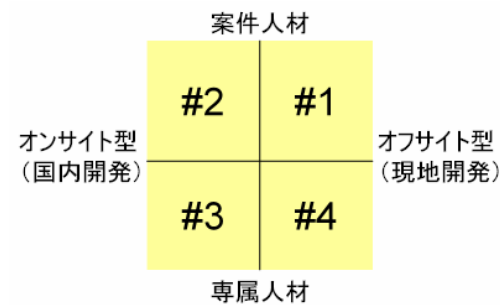 案件人材
#2 #1
オンサイト型 オフサイト型
（国内開発） （現地開発）
#3 #4
専属人材